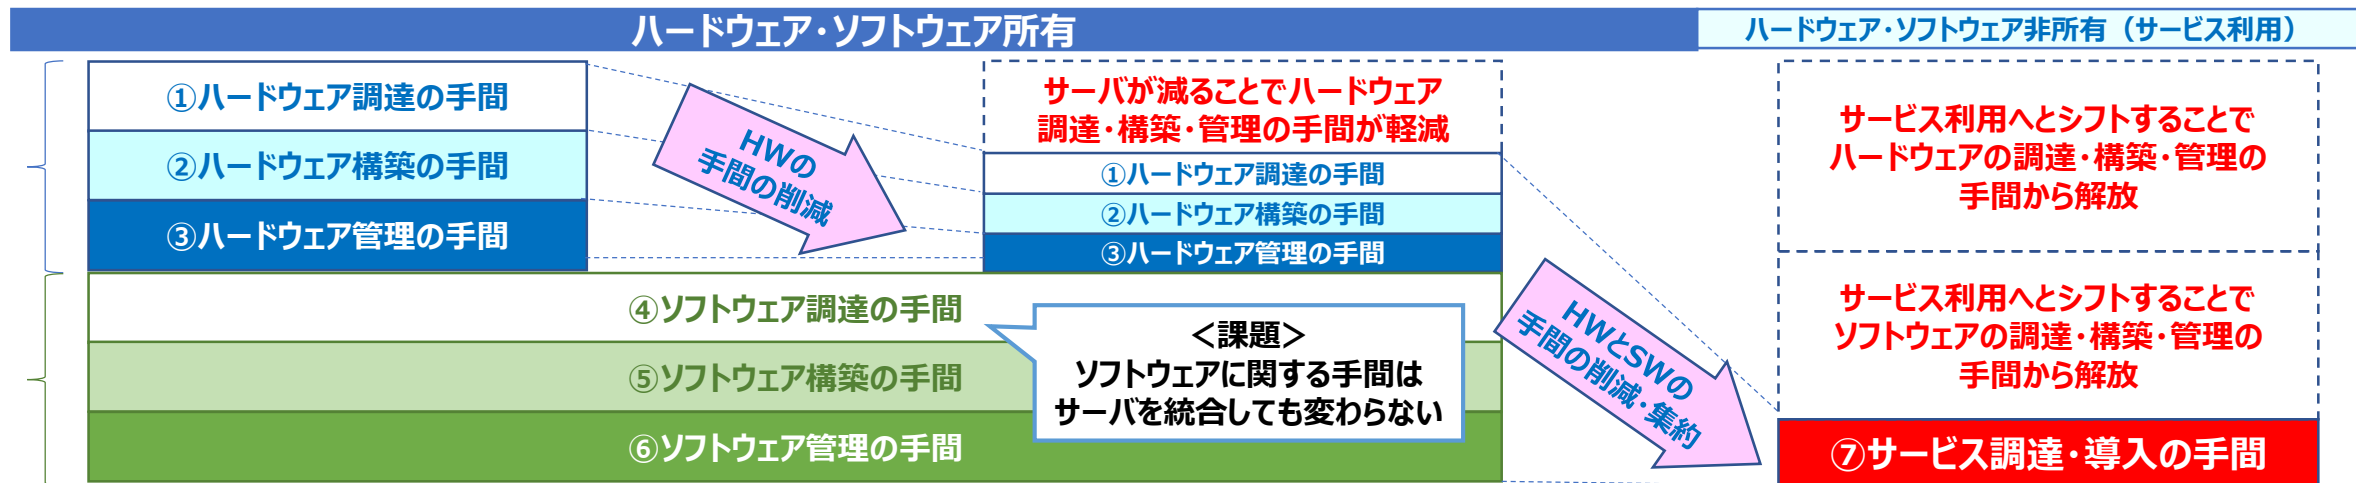 ハードウェア・ソフトウェア所有
ハードウェア・ソフトウェア非所有（サービス利用）
①ハードウェア調達の手間
②ハードウェア構築の手間
③ハードウェア管理の手間
HWの
手間の削減
サーバが減ることでハードウェア
調達・構築・管理の手間が軽減
①ハードウェア調達の手間
②ハードウェア構築の手間
③ハードウェア管理の手間
④ソフトウェア調達の手間
⑤ソフトウェア構築の手間
⑥ソフトウェア管理の手間
＜課題＞
ソフトウェアに関する手間は
サーバを統合しても変わらない
HWとSWの
手間の削減・集約
サービス利用へとシフトすることで
ハードウェアの調達・構築・管理の
手間から解放
サービス利用へとシフトすることで
ソフトウェアの調達・構築・管理の
手間から解放
⑦サービス調達・導入の手間